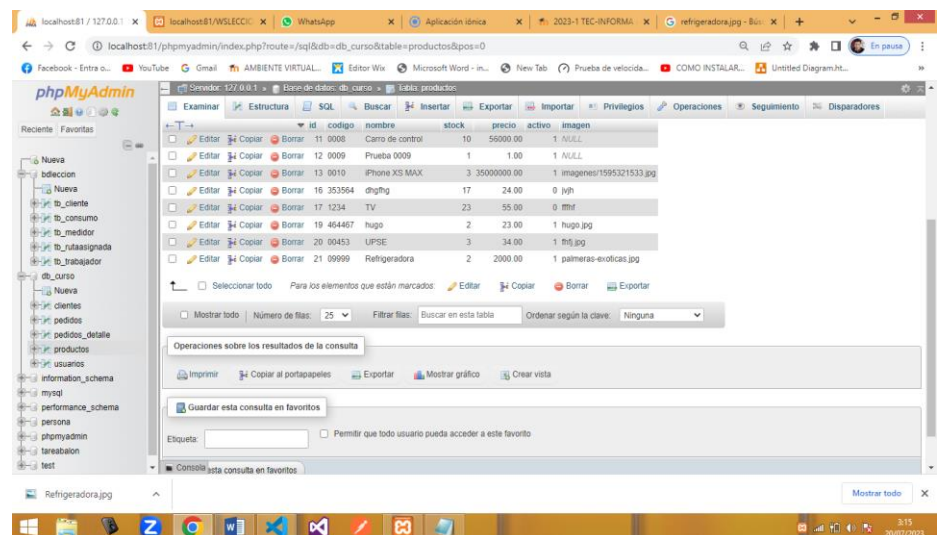 localhost:81 / 127.0.0.1 localhost:81/WSLECCIO WhatsApp Aplicación iónica 2023-1 TEC-INFORMA refrigeradora.jpg - Bús
localhost:81/phpmyadmin/index.php?route=/sql&db=db_curso&table=productos&pos=0 En pausa
Facebook - Entra o... YouTube Gmail AMBIENTE VIRTUAL... Editor Wix Microsoft Word - in... New Tab Prueba de velocida... COMO INSTALAR... Untitled Diagram.ht... »
phpMyAdmin
Reciente Favoritas
Nueva
bdleccion
Nueva
tb_cliente
tb_consumo
tb_medidor
tb_rutaasignada
tb_trabajador
db_curso
Nueva
clientes
pedidos
pedidos_detalle
productos
usuarios
information_schema
mysql
performance_schema
persona
phpmyadmin
tareabalon
test
Servidor: 127.0.0.1 » Base de datos: db_curso » Tabla: productos
Examinar Estructura SQL Buscar Insertar Exportar Importar Privilegios Operaciones Seguimiento Disparadores
id codigo nombre stock precio activo imagen
Editar Copiar Borrar 11 0008 Carro de control 10 56000.00 1 NULL
Editar Copiar Borrar 12 0009 Prueba 0009 1 1.00 1 NULL
Editar Copiar Borrar 13 0010 iPhone XS MAX 3 35000000.00 1 imagenes/1595321533.jpg
Editar Copiar Borrar 16 353564 dhgfhg 17 24.00 0 jvjh
Editar Copiar Borrar 17 1234 TV 23 55.00 0 ffhf
Editar Copiar Borrar 19 464467 hugo 2 23.00 1 hugo.jpg
Editar Copiar Borrar 20 00453 UPSE 3 34.00 1 fhfj.jpg
Editar Copiar Borrar 21 09999 Refrigeradora 2 2000.00 1 palmeras-exoticas.jpg
Seleccionar todo Para los elementos que están marcados: Editar Copiar Borrar Exportar
Mostrar todo Número de filas: 25 Filtrar filas: Buscar en esta tabla Ordenar según la clave: Ninguna
Operaciones sobre los resultados de la consulta
Imprimir Copiar al portapapeles Exportar Mostrar gráfico Crear vista
Guardar esta consulta en favoritos
Etiqueta: Permitir que todo usuario pueda acceder a este favorito
Consola esta consulta en favoritos
Refrigeradora.jpg Mostrar todo
3:15
20/07/2023